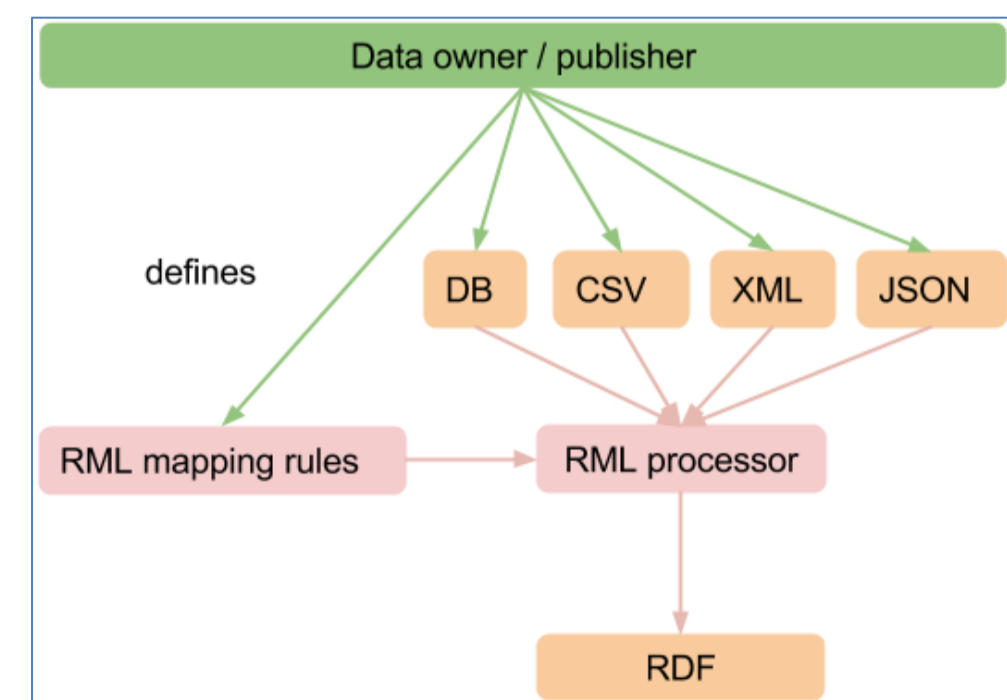 Data owner / publisher
defines
DB
CSV
XML
JSON
RML mapping rules
RML processor
RDF